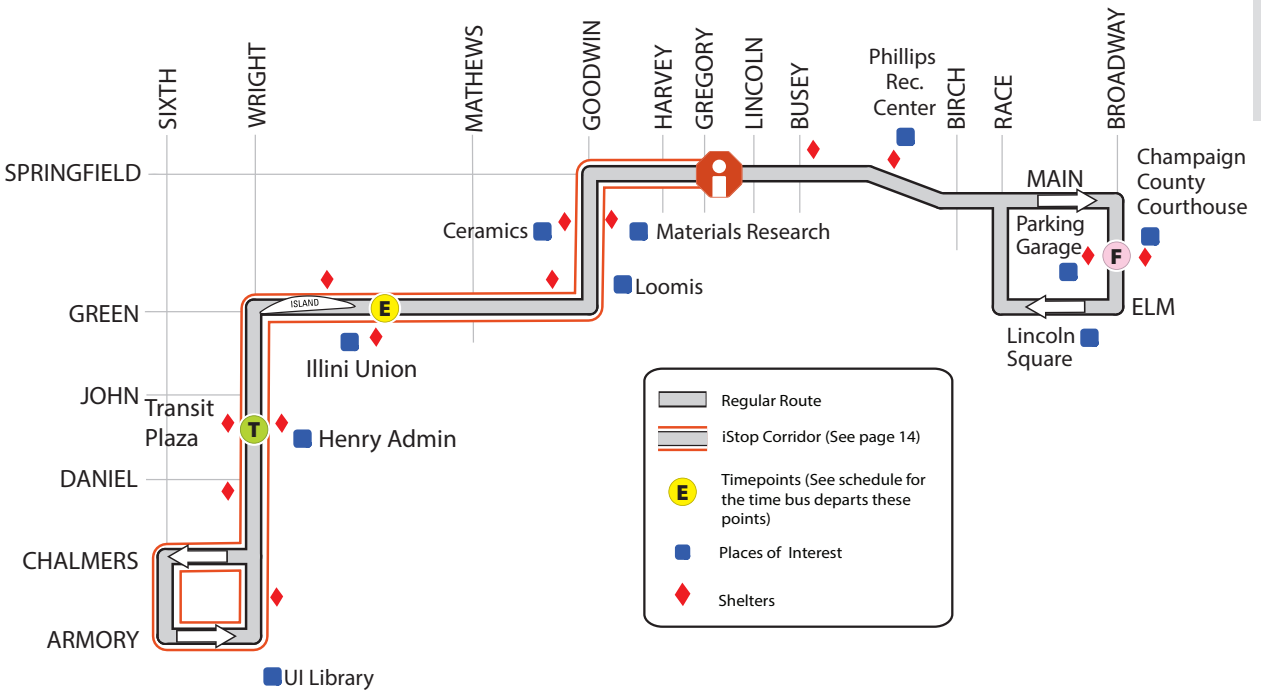 SIXTH
WRIGHT
MATHEWS
GOODWIN
HARVEY
GREGORY
LINCOLN
BUSEY
Phillips
Rec.
Center
BIRCH
RACE
BROADWAY
SPRINGFIELD
MAIN
Champaign
County
Courthouse
Parking
Garage
F
Ceramics
Materials Research
Loomis
GREEN
ISLAND
E
ELM
Lincoln
Square
Illini Union
JOHN
Transit
Plaza
T
Henry Admin
DANIEL
CHALMERS
ARMORY
UI Library
Regular Route
iStop Corridor (See page 14)
E
Timepoints (See schedule for
the time bus departs these
points)
Places of Interest
Shelters